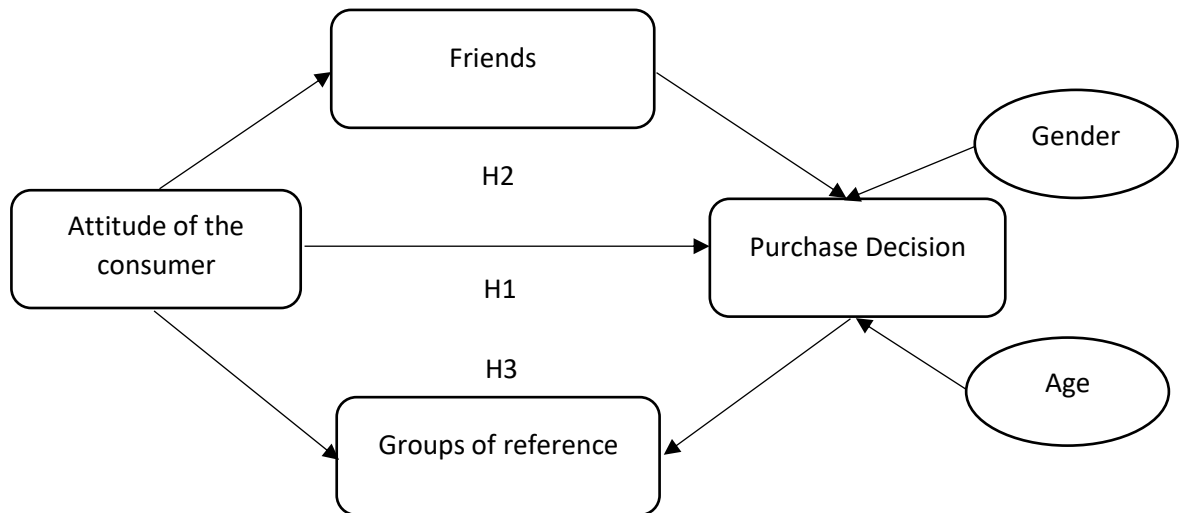 Friends
Gender
H2
Attitude of the
consumer
Purchase Decision
H1
H3
Age
Groups of reference